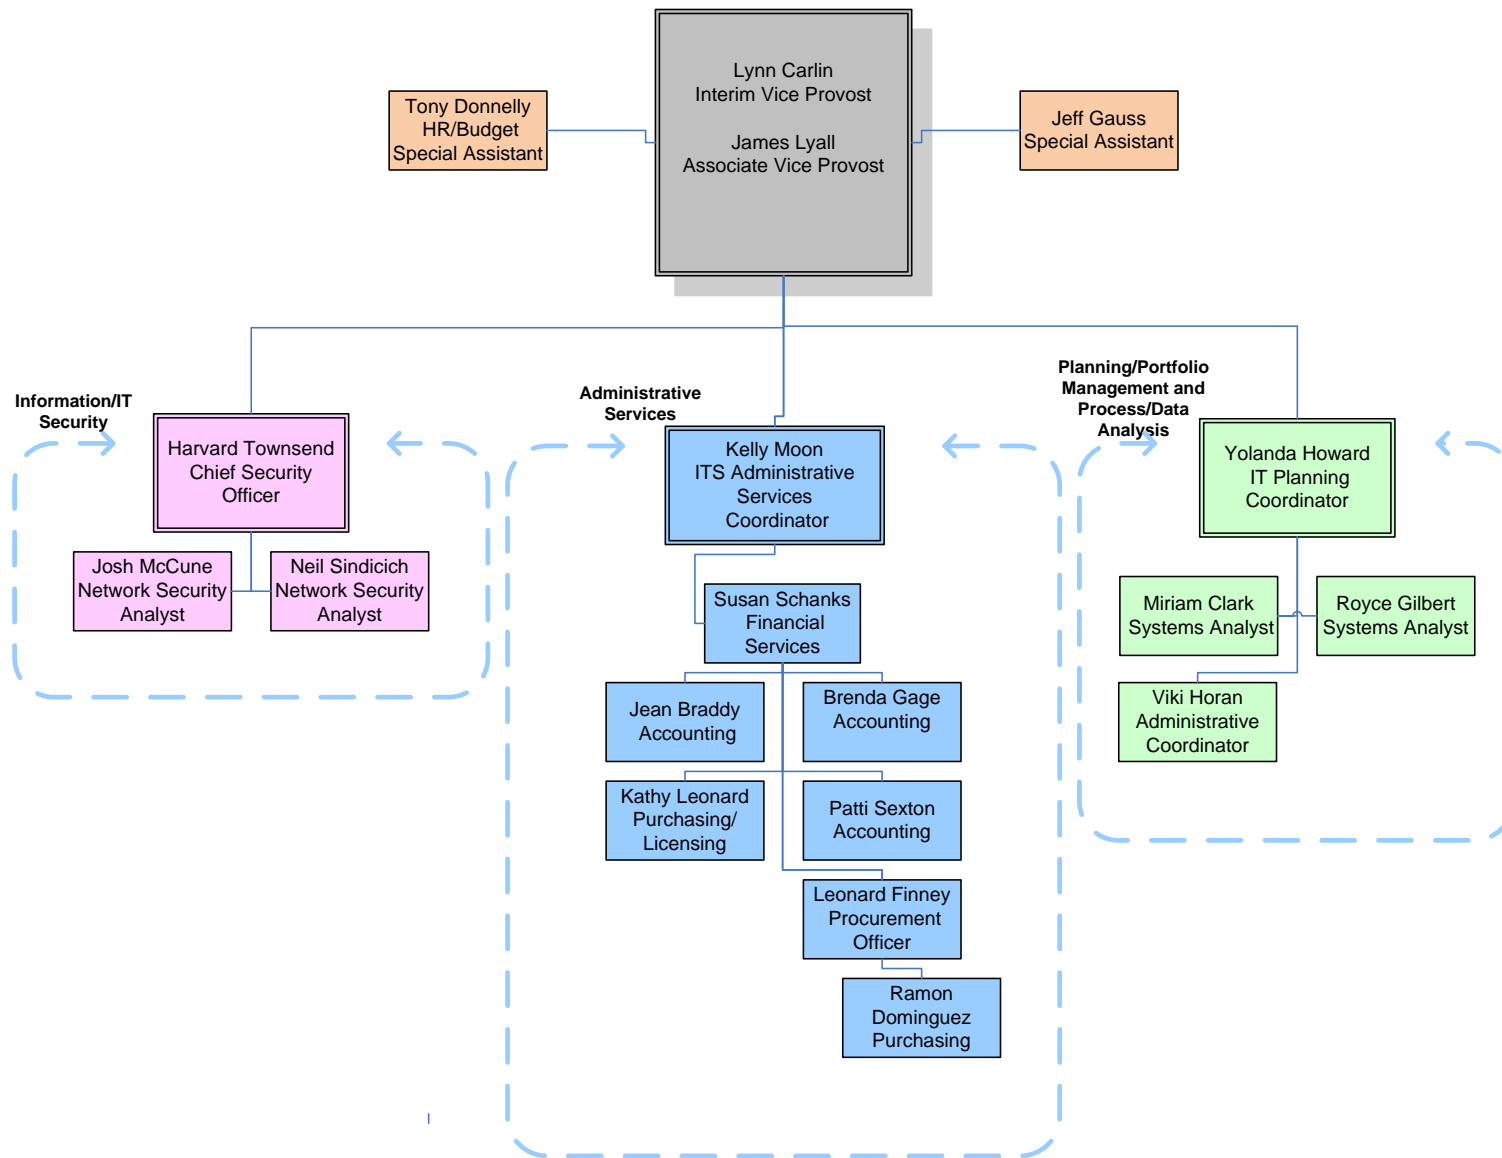 Lynn Carlin
Interim Vice Provost
James Lyall
Associate Vice Provost
Tony Donnelly
HR/Budget
Special Assistant
Jeff Gauss
Special Assistant
Information/IT
Security
Harvard Townsend
Chief Security
Officer
Josh McCune
Network Security
Analyst
Neil Sindicich
Network Security
Analyst
Administrative
Services
Kelly Moon
ITS Administrative
Services
Coordinator
Susan Schanks
Financial
Services
Jean Braddy
Accounting
Brenda Gage
Accounting
Kathy Leonard
Purchasing/
Licensing
Patti Sexton
Accounting
Leonard Finney
Procurement
Officer
Ramon
Dominguez
Purchasing
Planning/Portfolio
Management and
Process/Data
Analysis
Yolanda Howard
IT Planning
Coordinator
Miriam Clark
Systems Analyst
Royce Gilbert
Systems Analyst
Viki Horan
Administrative
Coordinator